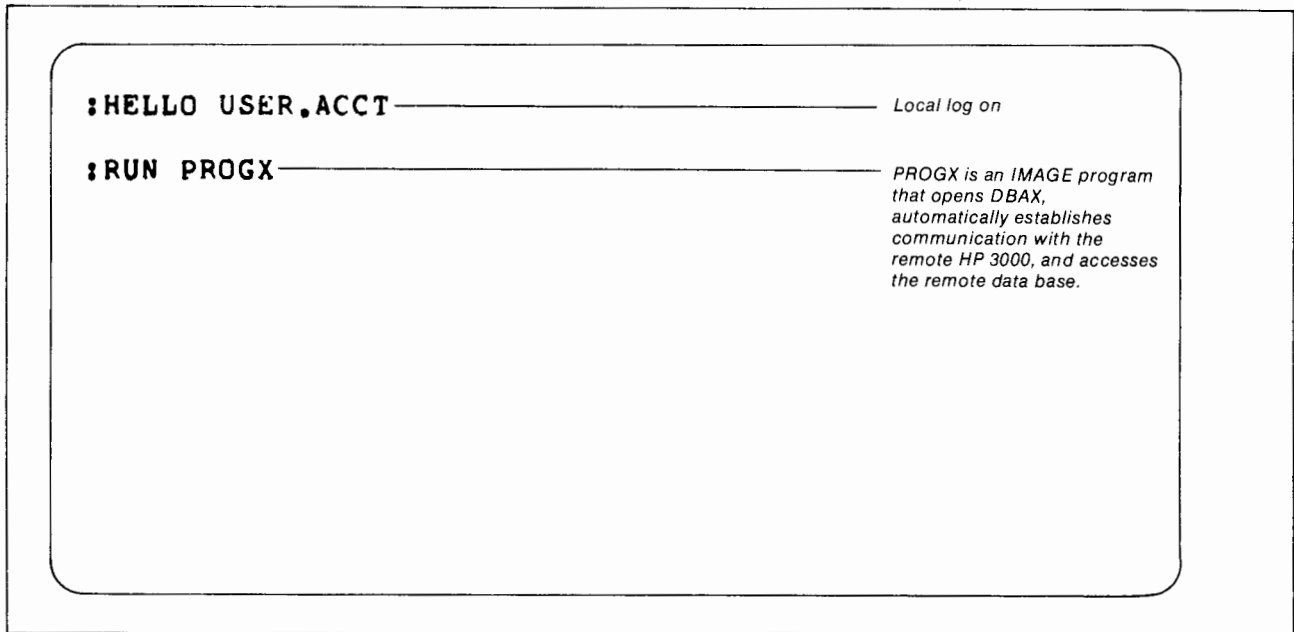 :HELLO USER.ACCT Local log on
:RUN PROGX PROGX is an IMAGE program
that opens DBAX,
automatically establishes
communication with the
remote HP 3000, and accesses
the remote data base.